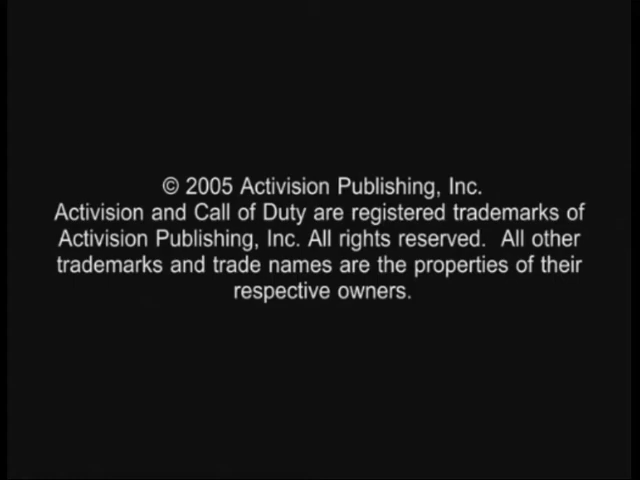 © 2005 Activision Publishing, Inc.
Activision and Call of Duty are registered trademarks of
Activision Publishing, Inc. All rights reserved.  All other
trademarks and trade names are the properties of their
respective owners.